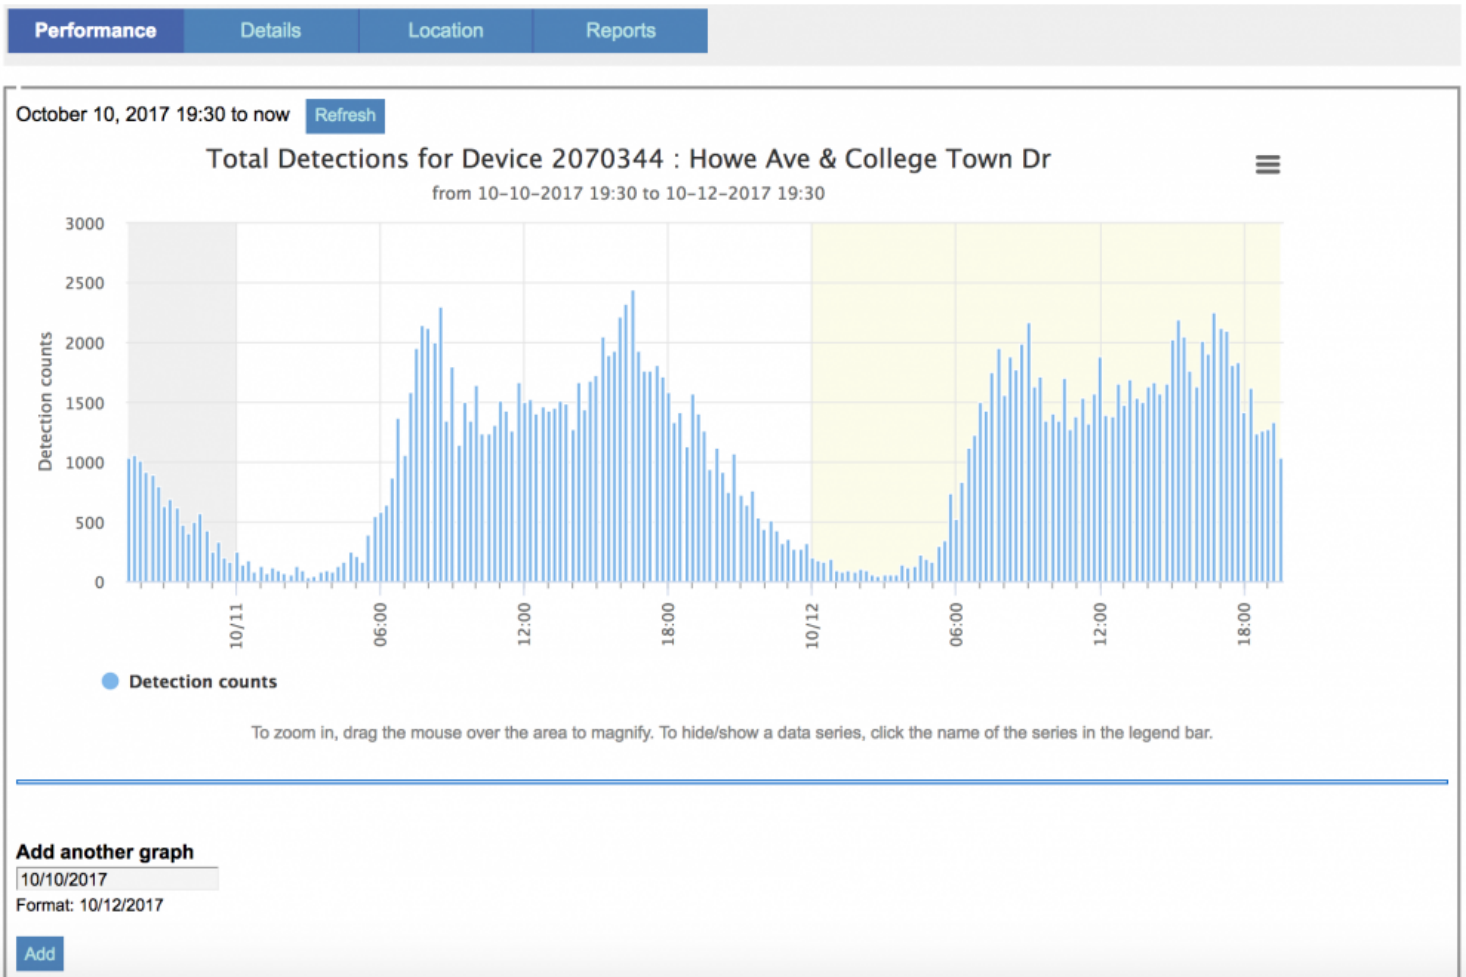 Performance Details Location Reports
October 10, 2017 19:30 to now Refresh
Total Detections for Device 2070344 : Howe Ave & College Town Dr
from 10-10-2017 19:30 to 10-12-2017 19:30
Detection counts
3000
2500
2000
1500
1000
500
0
10/11 06:00 12:00 18:00 10/12 06:00 12:00 18:00
Detection counts
To zoom in, drag the mouse over the area to magnify. To hide/show a data series, click the name of the series in the legend bar.
Add another graph
10/10/2017
Format: 10/12/2017
Add